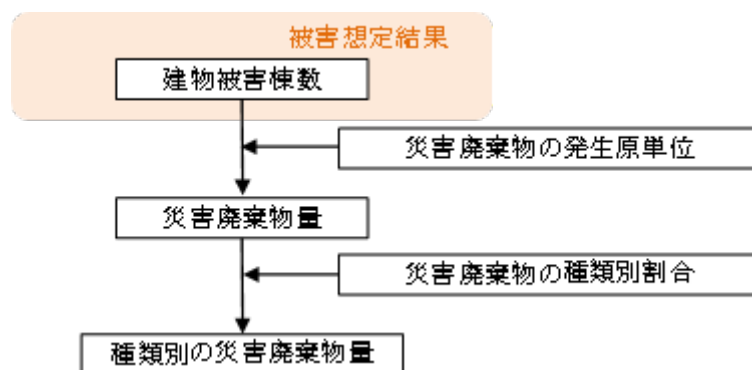 被害想定結果
建物被害棟数
災害廃棄物の発生原単位
災害廃棄物量
災害廃棄物の種類別割合
種類別の災害廃棄物量